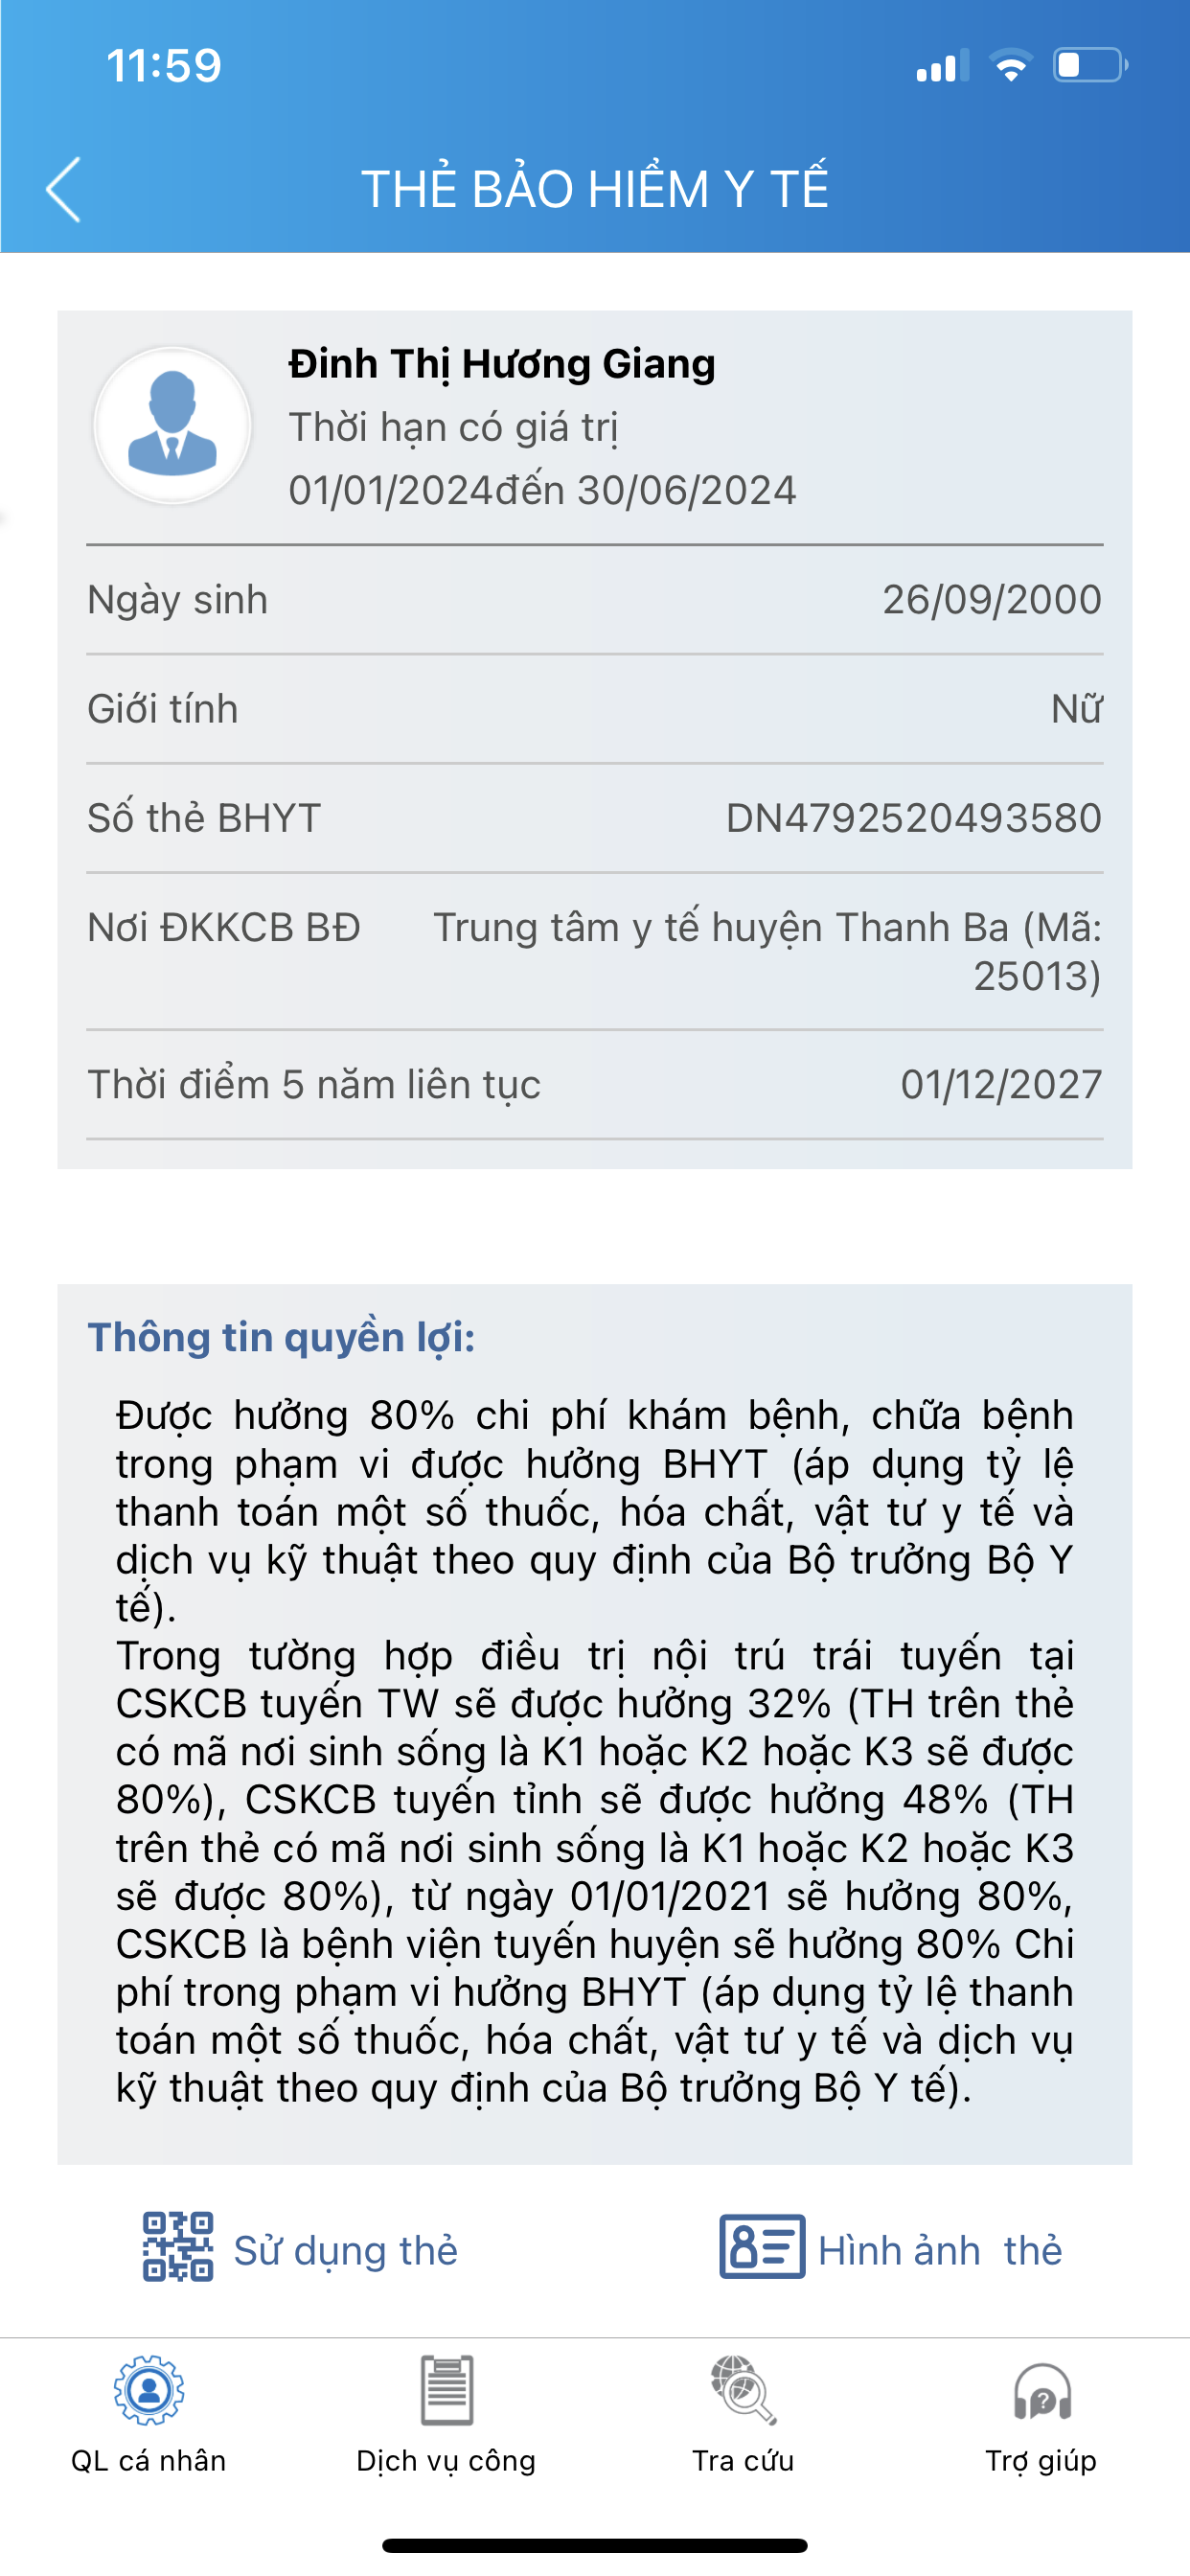 11:59
THẺ BẢO HIỂM Y TẾ
Đinh Thị Hương Giang
Thời hạn có giá trị
01/01/2024đến 30/06/2024
Ngày sinh 26/09/2000
Giới tính Nữ
Số thẻ BHYT DN4792520493580
Nơi ĐKKCB BĐ Trung tâm y tế huyện Thanh Ba (Mã:
25013)
Thời điểm 5 năm liên tục 01/12/2027
Thông tin quyền lợi:
Được hưởng 80% chi phí khám bệnh, chữa bệnh
trong phạm vi được hưởng BHYT (áp dụng tỷ lệ
thanh toán một số thuốc, hóa chất, vật tư y tế và
dịch vụ kỹ thuật theo quy định của Bộ trưởng Bộ Y
tế).
Trong tường hợp điều trị nội trú trái tuyến tại
CSKCB tuyến TW sẽ được hưởng 32% (TH trên thẻ
có mã nơi sinh sống là K1 hoặc K2 hoặc K3 sẽ được
80%), CSKCB tuyến tỉnh sẽ được hưởng 48% (TH
trên thẻ có mã nơi sinh sống là K1 hoặc K2 hoặc K3
sẽ được 80%), từ ngày 01/01/2021 sẽ hưởng 80%,
CSKCB là bệnh viện tuyến huyện sẽ hưởng 80% Chi
phí trong phạm vi hưởng BHYT (áp dụng tỷ lệ thanh
toán một số thuốc, hóa chất, vật tư y tế và dịch vụ
kỹ thuật theo quy định của Bộ trưởng Bộ Y tế).
Sử dụng thẻ Hình ảnh thẻ
QL cá nhân Dịch vụ công Tra cứu Trợ giúp